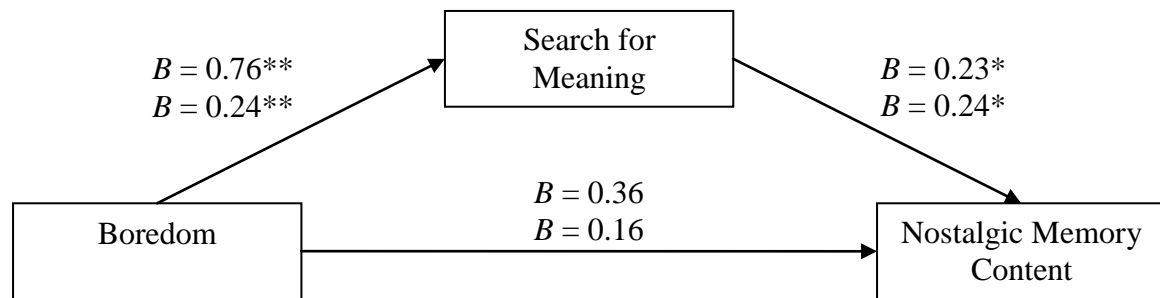 Search for
Meaning
B = 0.76**
B = 0.24**
B = 0.23*
B = 0.24*
B = 0.36
B = 0.16
Boredom
Nostalgic Memory
Content